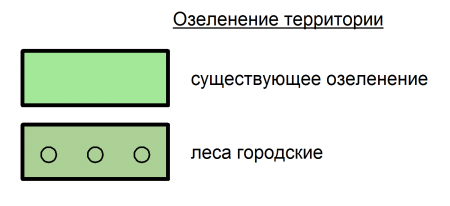 Озеленение территории
существующее озеленение
леса городские